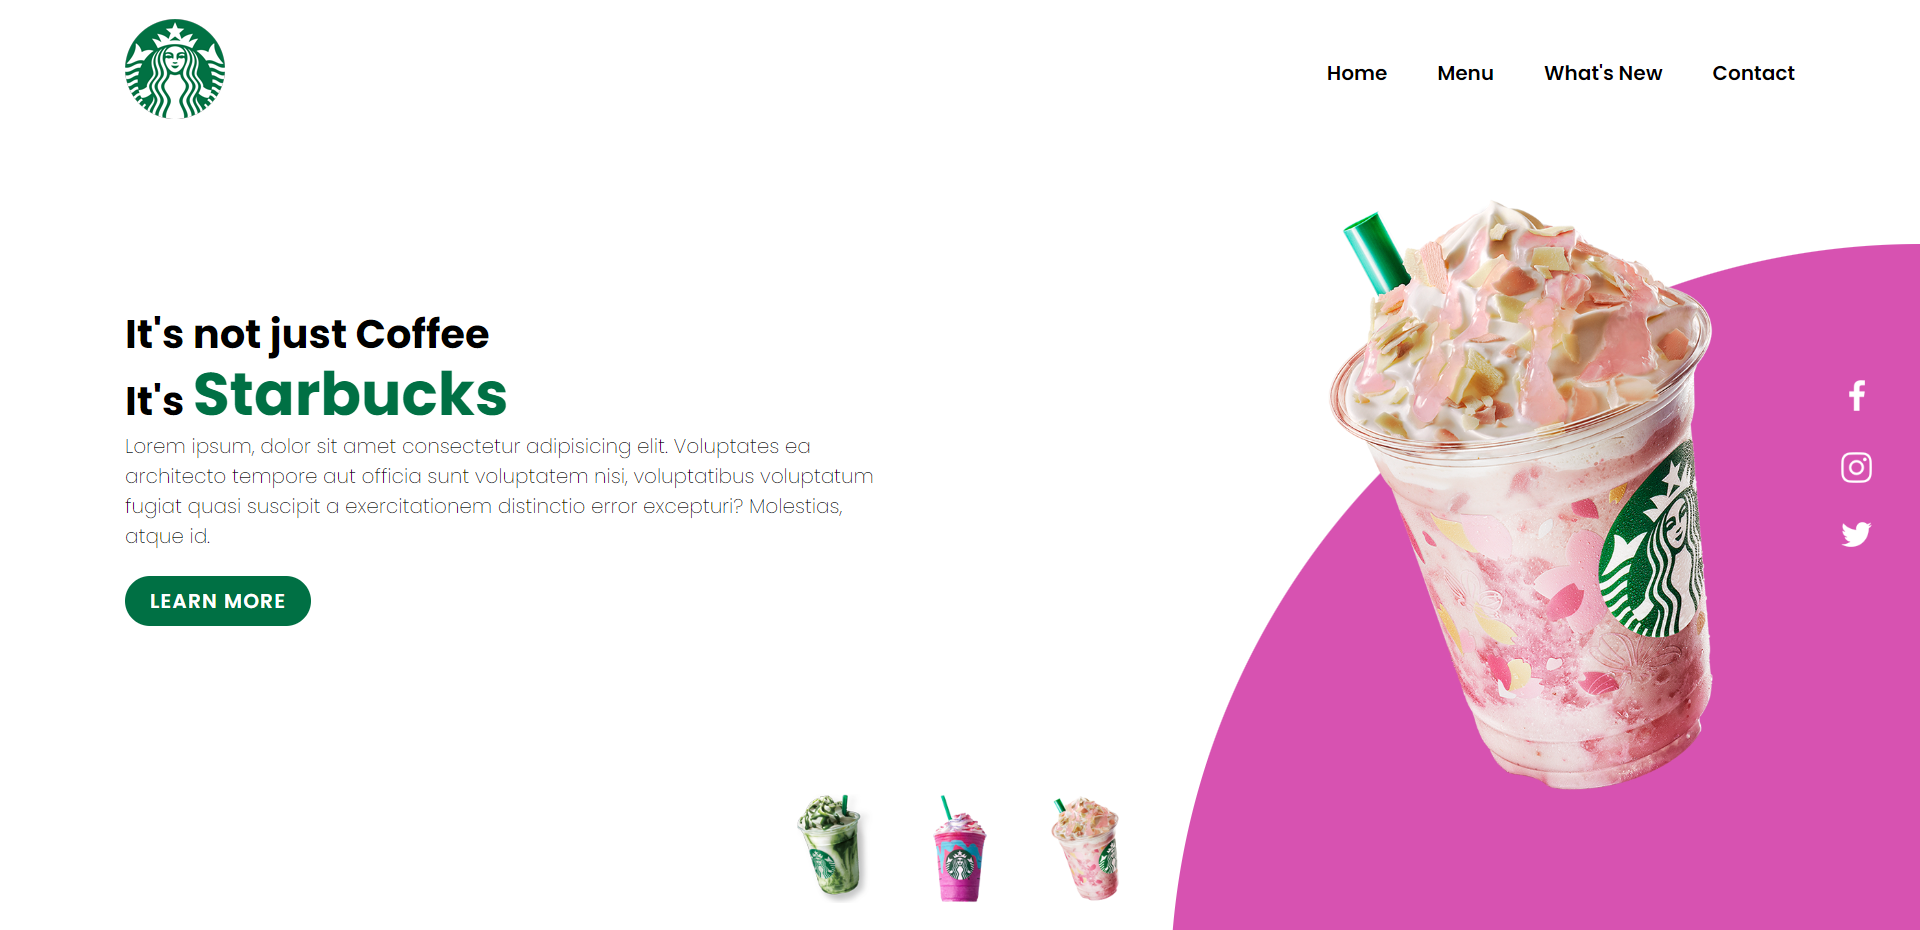 Home
Menu
What's New
Contact
It's not just Coffee
It's Starbucks
Lorem ipsum, dolor sit amet consectetur adipisicing elit. Voluptates ea
architecto tempore aut officia sunt voluptatem nisi, voluptatibus voluptatum
fugiat quasi suscipit a exercitationem distinctio error excepturi? Molestias,
atque id.
LEARN MORE